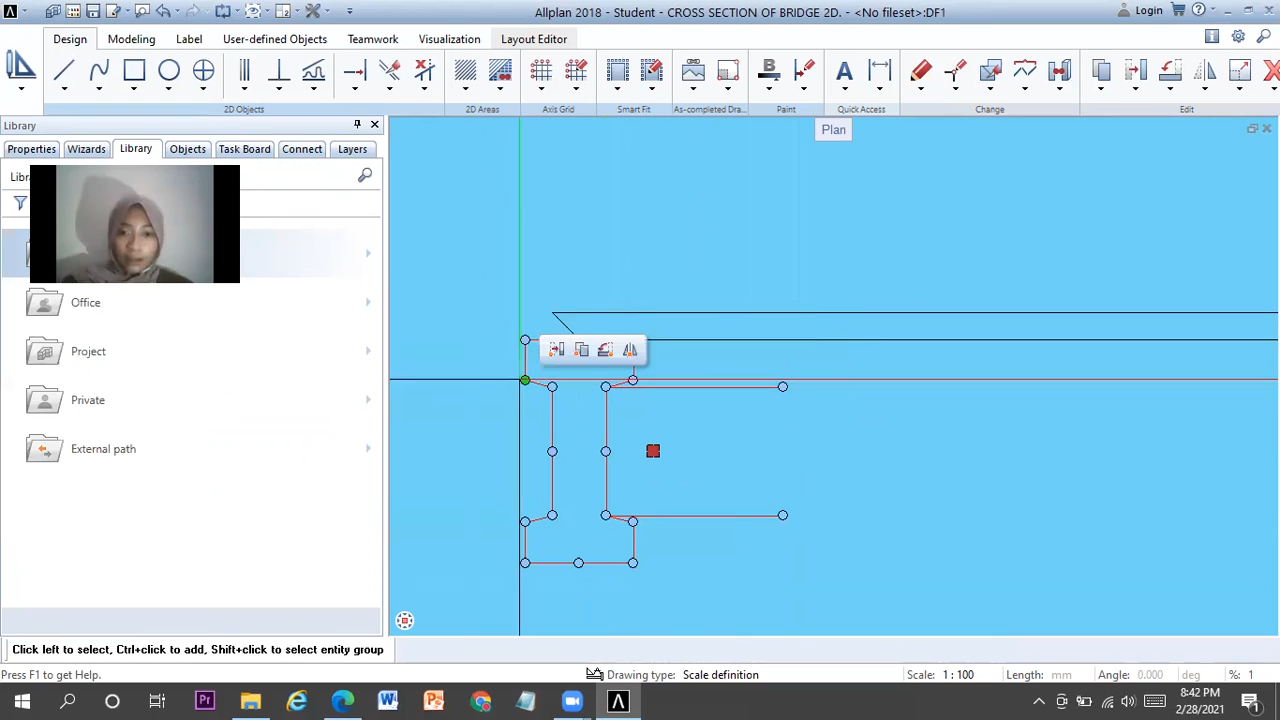 Allplan 2018 - Student - CROSS SECTION OF BRIDGE 2D. - <No fileset>:DF1
Login
Design
Modeling
Label
User-defined Objects
Teamwork
Visualization
Layout Editor
2D Objects
2D Areas
Axis Grid
Smart Fit
As-completed Dra...
Paint
Quick Access
Change
Edit
Library
Properties
Wizards
Library
Objects
Task Board
Connect
Layers
Plan
Office
Project
Private
External path
Click left to select, Ctrl+click to add, Shift+click to select entity group
Press F1 to get Help.
Drawing type: Scale definition
Scale: 1 : 100
Length: mm
Angle: 0.000 deg
%: 1
8:42 PM
2/28/2021